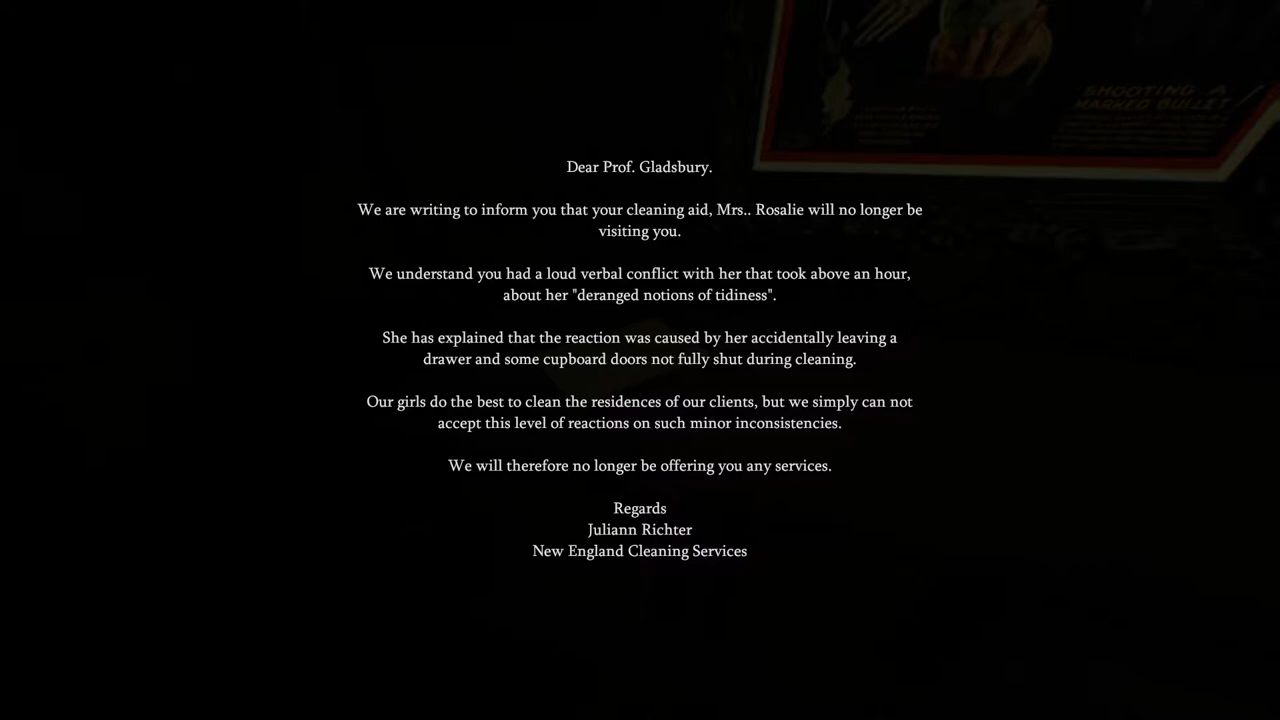 SHOOTING A
MARKED BULLET
Dear Prof. Gladsbury.
We are writing to inform you that your cleaning aid, Mrs.. Rosalie will no longer be
visiting you.
We understand you had a loud verbal conflict with her that took above an hour,
about her "deranged notions of tidiness".
She has explained that the reaction was caused by her accidentally leaving a
drawer and some cupboard doors not fully shut during cleaning.
Our girls do the best to clean the residences of our clients, but we simply can not
accept this level of reactions on such minor inconsistencies.
We will therefore no longer be offering you any services.
Regards
Juliann Richter
New England Cleaning Services